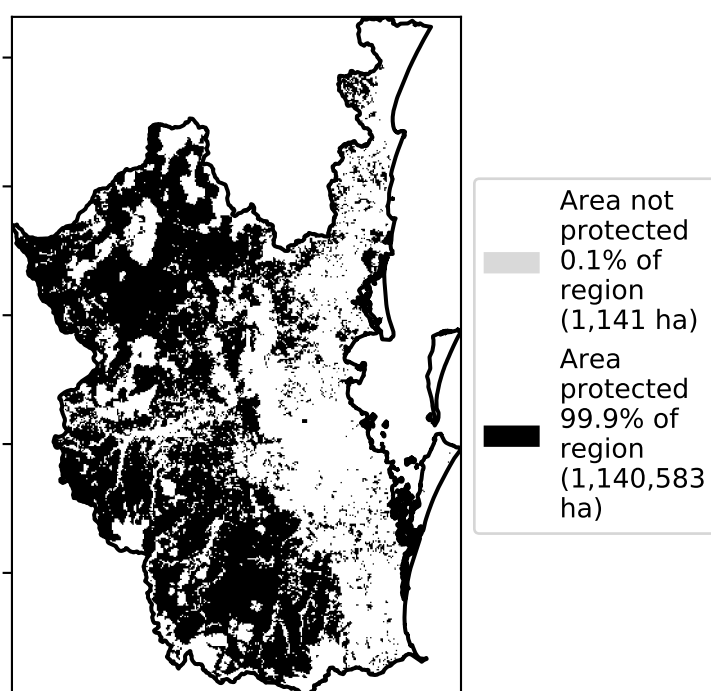 Area not
protected
0.1% of
region
(1,141 ha)
Area
protected
99.9% of
region
(1,140,583
ha)